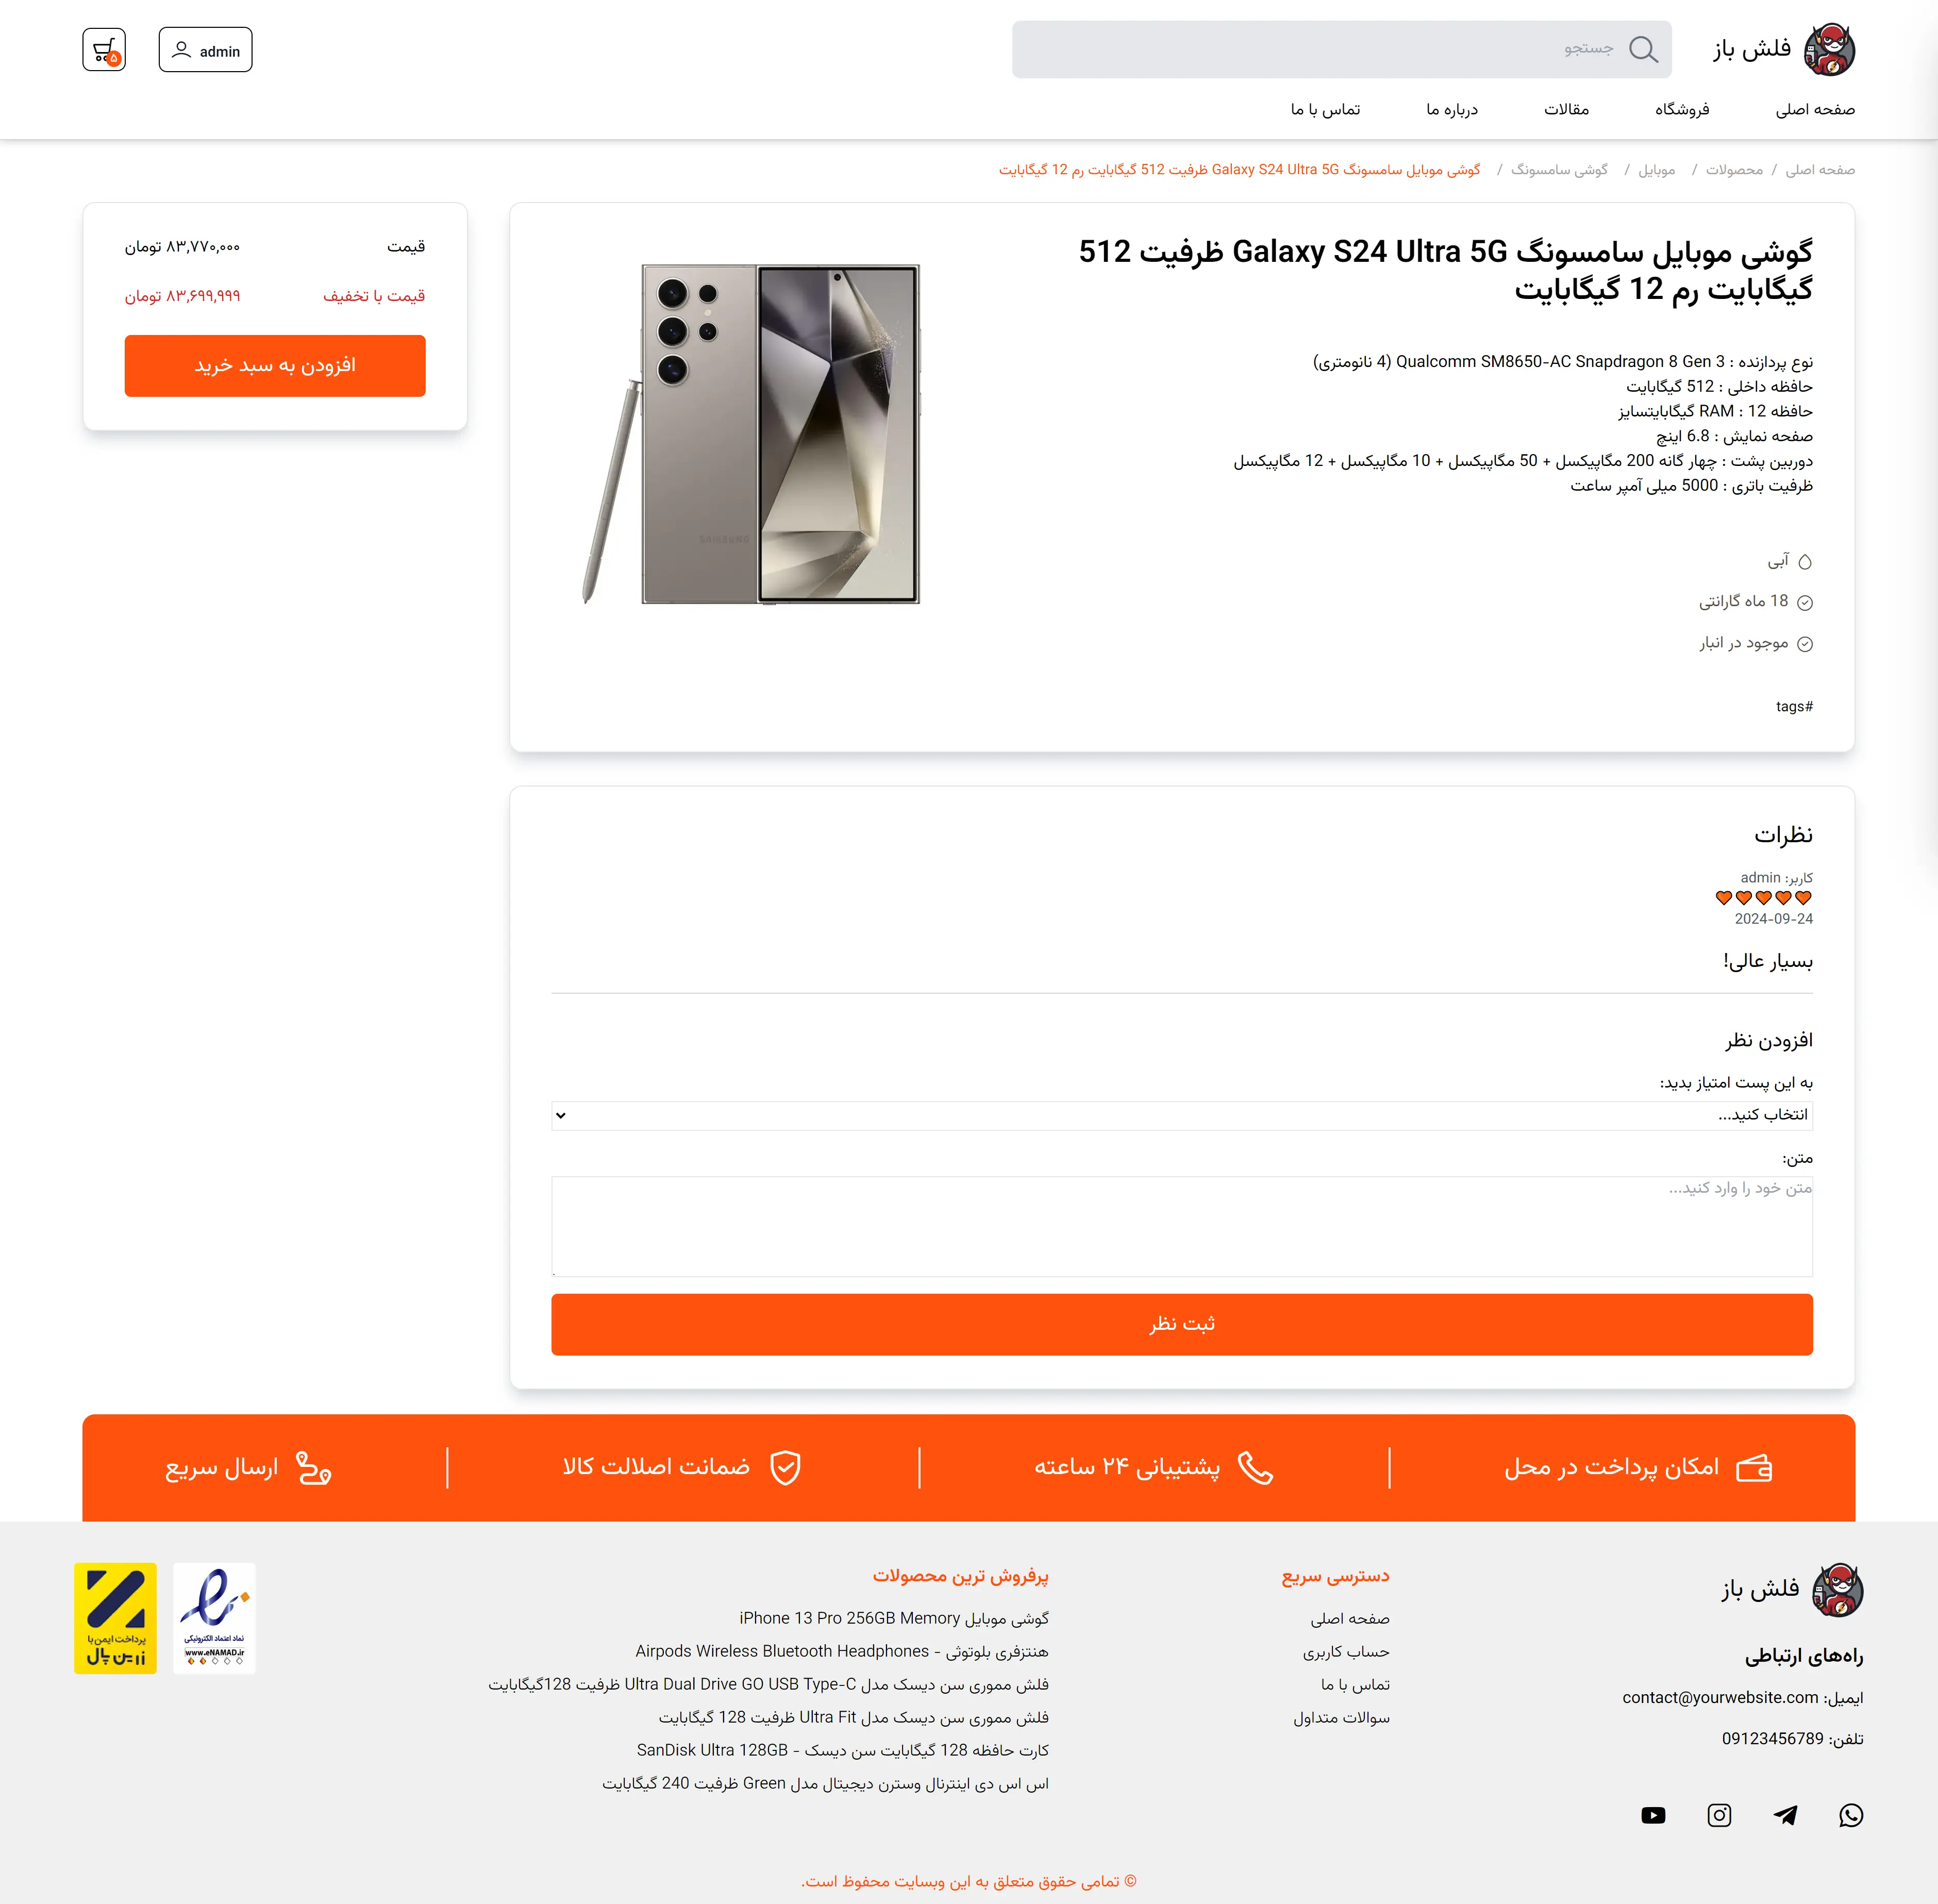 فلش باز
جستجو
admin
۵
صفحه اصلی
فروشگاه
مقالات
درباره ما
تماس با ما
صفحه اصلی / محصولات / موبایل / گوشی سامسونگ / گوشی موبایل سامسونگ Galaxy S24 Ultra 5G ظرفیت 512 گیگابایت رم 12 گیگابایت
گوشی موبایل سامسونگ Galaxy S24 Ultra 5G ظرفیت 512
گیگابایت رم 12 گیگابایت
نوع پردازنده : Qualcomm SM8650-AC Snapdragon 8 Gen 3 (4 نانومتری)
حافظه داخلی : 512 گیگابایت
حافظه RAM : 12 گیگابایتسایز
صفحه نمایش : 6.8 اینچ
دوربین پشت : چهار گانه 200 مگاپیکسل + 50 مگاپیکسل + 10 مگاپیکسل + 12 مگاپیکسل
ظرفیت باتری : 5000 میلی آمپر ساعت
آبی
18 ماه گارانتی
موجود در انبار
#tags
SAMSUNG
قیمت ۸۳,۷۷۰,۰۰۰ تومان
قیمت با تخفیف ۸۳,۶۹۹,۹۹۹ تومان
افزودن به سبد خرید
نظرات
کاربر: admin
2024-09-24
بسیار عالی!
افزودن نظر
به این پست امتیاز بدید:
انتخاب کنید...
متن:
متن خود را وارد کنید...
ثبت نظر
امکان پرداخت در محل
پشتیبانی ۲۴ ساعته
ضمانت اصلالت کالا
ارسال سریع
فلش باز
راه‌های ارتباطی
ایمیل: contact@yourwebsite.com
تلفن: 09123456789
دسترسی سریع
صفحه اصلی
حساب کاربری
تماس با ما
سوالات متداول
پرفروش ترین محصولات
گوشی موبایل iPhone 13 Pro 256GB Memory
هنتزفری بلوتوثی - Airpods Wireless Bluetooth Headphones
فلش مموری سن دیسک مدل Ultra Dual Drive GO USB Type-C ظرفیت 128گیگابایت
فلش مموری سن دیسک مدل Ultra Fit ظرفیت 128 گیگابایت
کارت حافظه 128 گیگابایت سن دیسک - SanDisk Ultra 128GB
اس اس دی اینترنال وسترن دیجیتال مدل Green ظرفیت 240 گیگابایت
نماد اعتماد الکترونیکی
www.eNAMAD.ir
پرداخت ایمن با
زرین پال
© تمامی حقوق متعلق به این وبسایت محفوظ است.